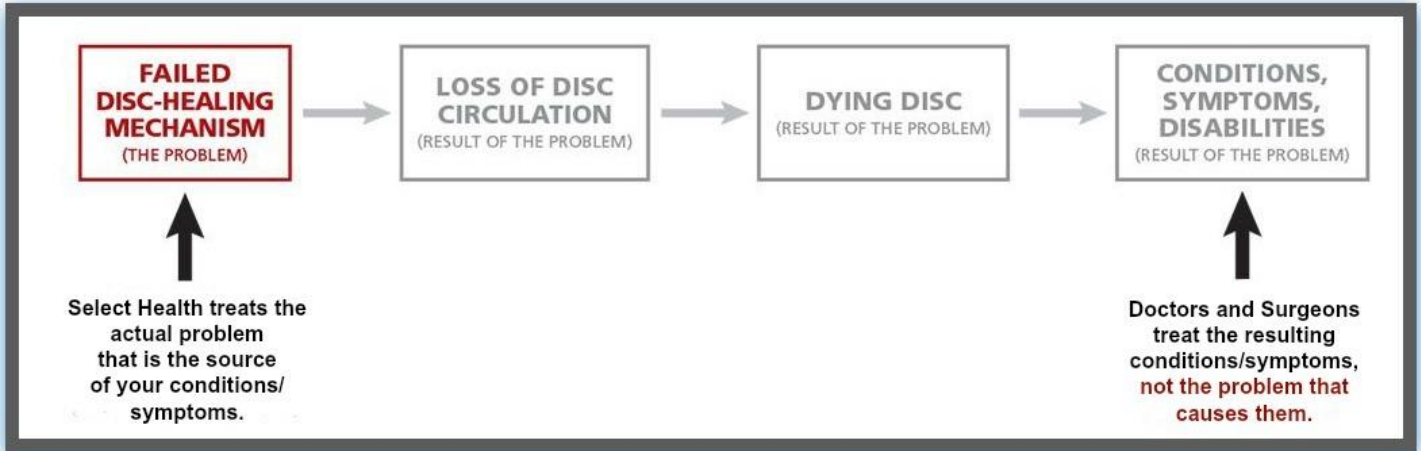 FAILED
DISC-HEALING
MECHANISM
(THE PROBLEM)
LOSS OF DISC
CIRCULATION
(RESULT OF THE PROBLEM)
DYING DISC
(RESULT OF THE PROBLEM)
CONDITIONS,
SYMPTOMS,
DISABILITIES
(RESULT OF THE PROBLEM)
Select Health treats the
actual problem
that is the source
of your conditions/
symptoms.
Doctors and Surgeons
treat the resulting
conditions/symptoms,
not the problem that
causes them.